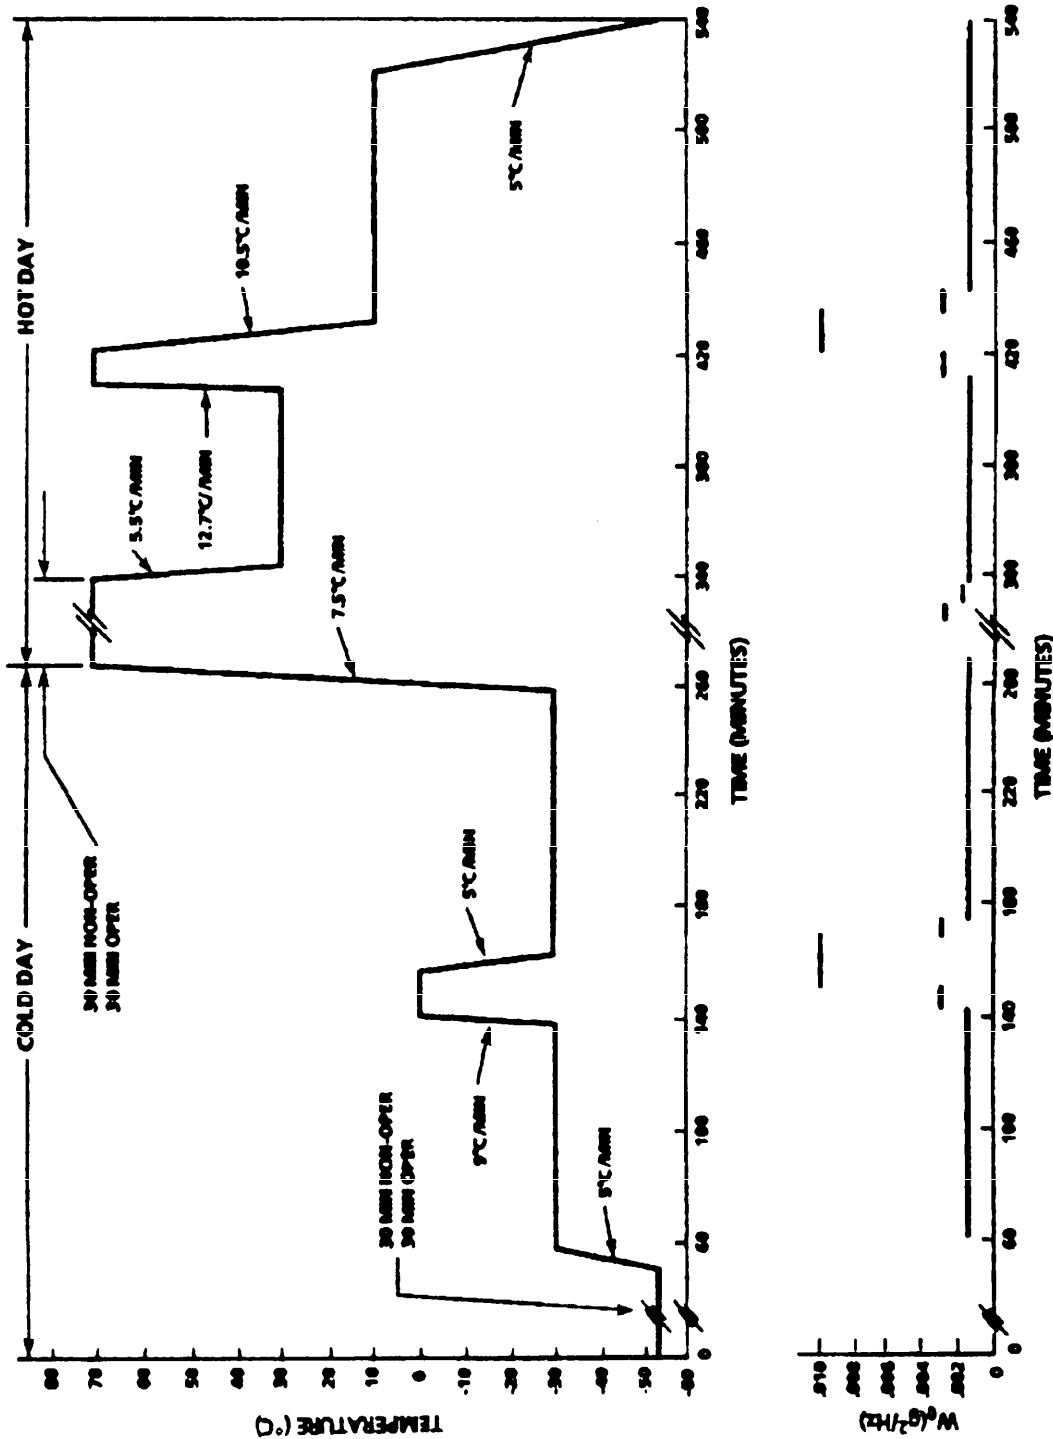 COLD DAY
HOT DAY
30 MIN NON-OPER
30 MIN OPER
5°C/MIN
9°C/MIN
5°C/MIN
30 MIN NON-OPER
30 MIN OPER
7.5°C/MIN
5.5°C/MIN
12.7°C/MIN
10.5°C/MIN
5°C/MIN
TEMPERATURE (°C)
80
70
60
50
40
30
20
10
0
-10
-20
-30
-40
-50
-60
0
60
100
140
180
220
260
300
380
420
460
500
540
TIME (MINUTES)
W₀(g²/Hz)
.010
.008
.006
.004
.002
0
0
60
100
140
180
220
260
300
380
420
460
500
540
TIME (MINUTES)